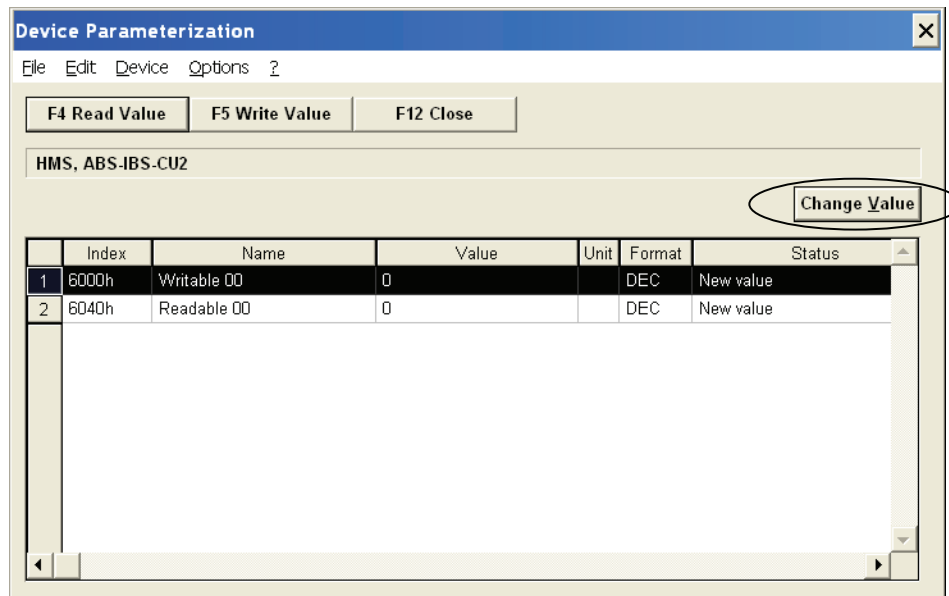 Device Parameterization
File Edit Device Options ?
F4 Read Value F5 Write Value F12 Close
HMS, ABS-IBS-CU2
Change Value
Index Name Value Unit Format Status
1 6000h Writable 00 0 DEC New value
2 6040h Readable 00 0 DEC New value